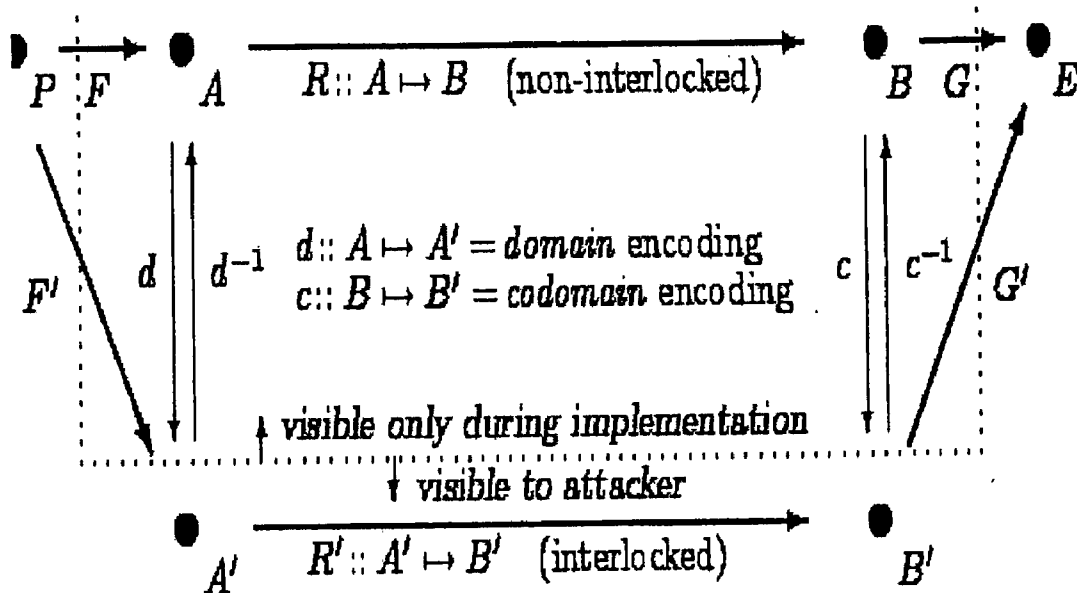 P F A R :: A ↦ B (non-interlocked) B G E
d :: A ↦ A′ = domain encoding
c :: B ↦ B′ = codomain encoding
F′ d d⁻¹ c c⁻¹ G′
visible only during implementation
visible to attacker
A′ R′ :: A′ ↦ B′ (interlocked) B′